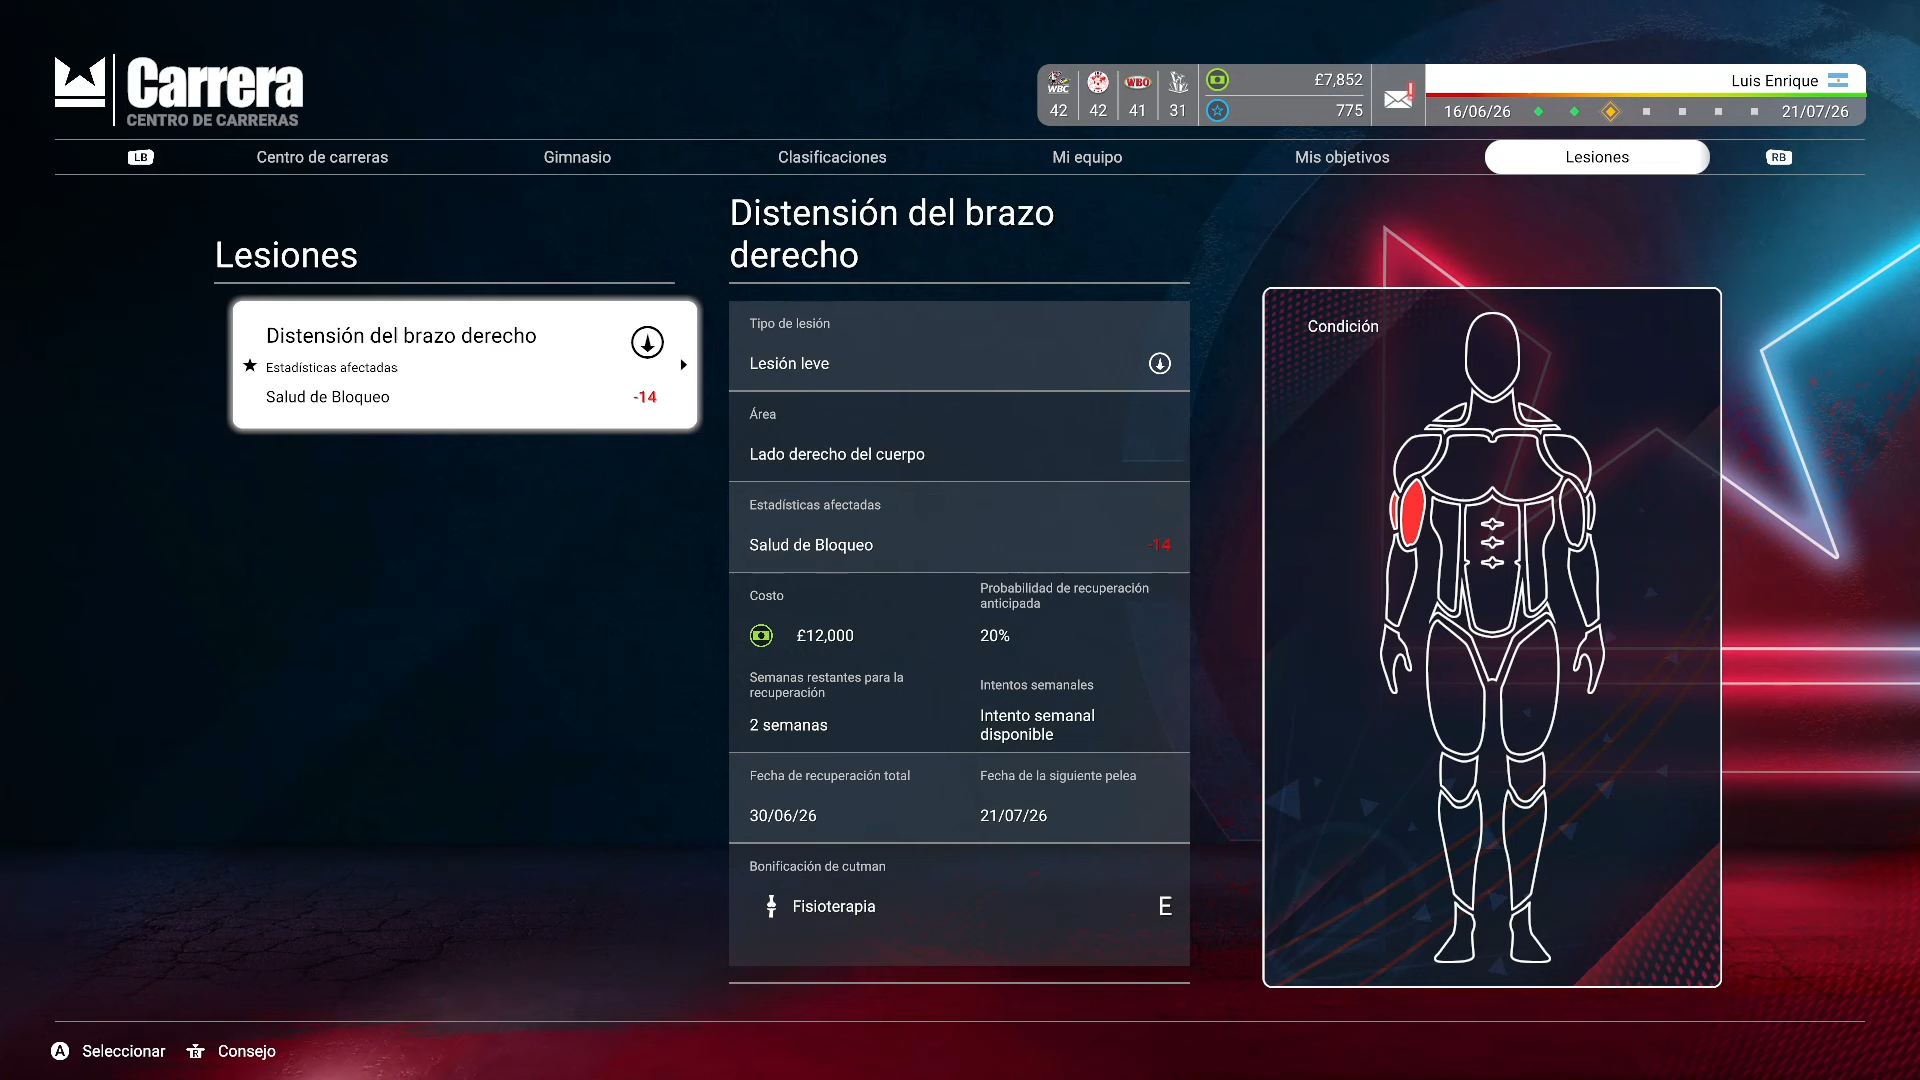 Carrera
CENTRO DE CARRERAS
WBC
WBO
42
42
41
31
£7,852
775
Luis Enrique
16/06/26
21/07/26
LB
Centro de carreras
Gimnasio
Clasificaciones
Mi equipo
Mis objetivos
Lesiones
RB
Lesiones
Distensión del brazo derecho
Estadísticas afectadas
Salud de Bloqueo
-14
Distensión del brazo
derecho
Tipo de lesión
Lesión leve
Área
Lado derecho del cuerpo
Estadísticas afectadas
Salud de Bloqueo
-14
Costo
£12,000
Probabilidad de recuperación
anticipada
20%
Semanas restantes para la
recuperación
2 semanas
Intentos semanales
Intento semanal
disponible
Fecha de recuperación total
30/06/26
Fecha de la siguiente pelea
21/07/26
Bonificación de cutman
Fisioterapia
E
Condición
A Seleccionar
R Consejo